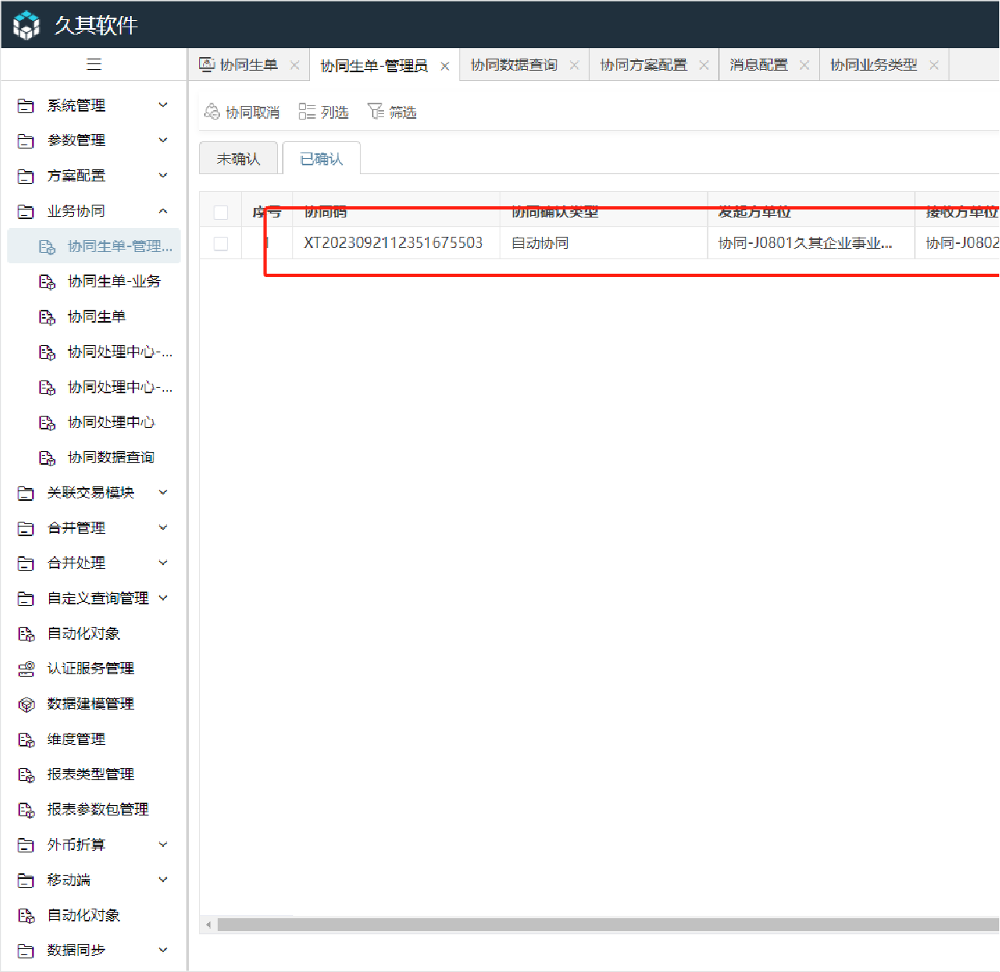 久其软件
协同生单
协同生单-管理员
协同数据查询
协同方案配置
消息配置
协同业务类型
系统管理
参数管理
方案配置
业务协同
协同生单-管理...
协同生单-业务
协同生单
协同处理中心-...
协同处理中心-...
协同处理中心
协同数据查询
关联交易模块
合并管理
合并处理
自定义查询管理
自动化对象
认证服务管理
数据建模管理
维度管理
报表类型管理
报表参数包管理
外币折算
移动端
自动化对象
数据同步
协同取消 列选 筛选
未确认 已确认
序号 协同码 协同确认类型 发起方单位 接收方单位
1 XT2023092112351675503 自动协同 协同-J0801久其企业事业... 协同-J0802